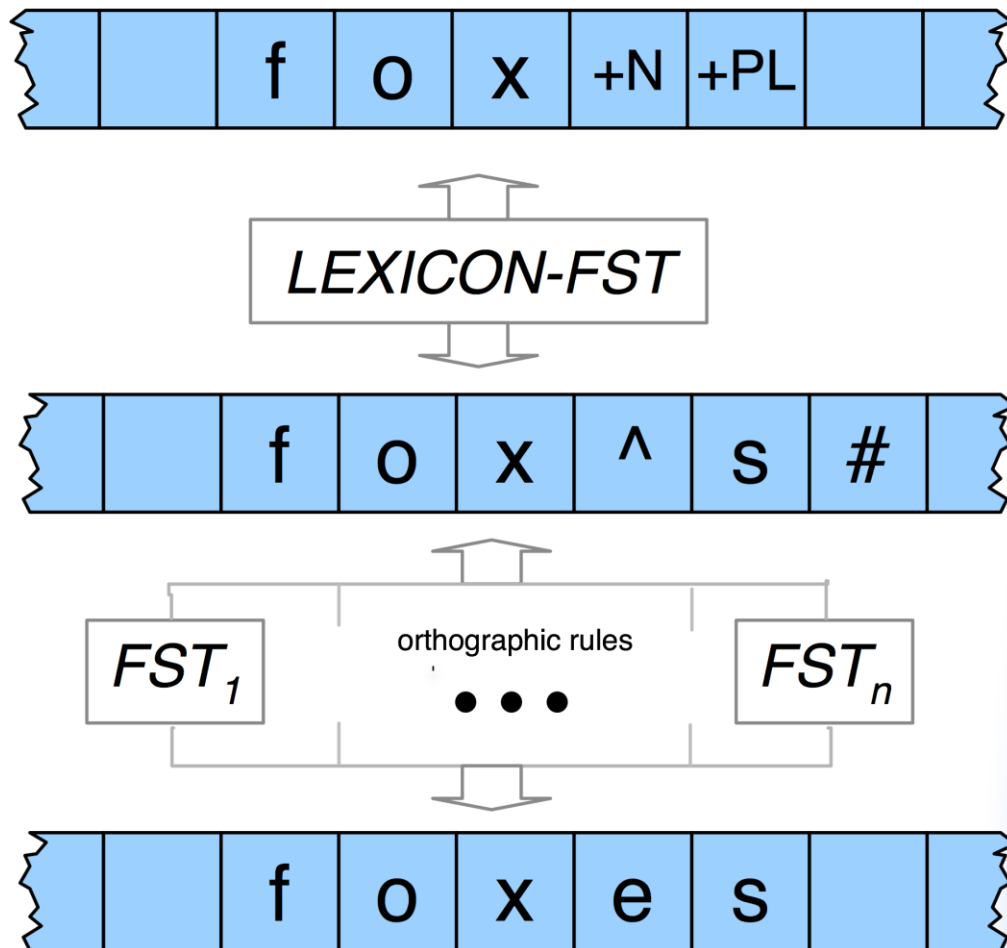 f o x +N +PL
LEXICON-FST
f o x ^ s #
orthographic rules
FST1 ••• FSTn
f o x e s